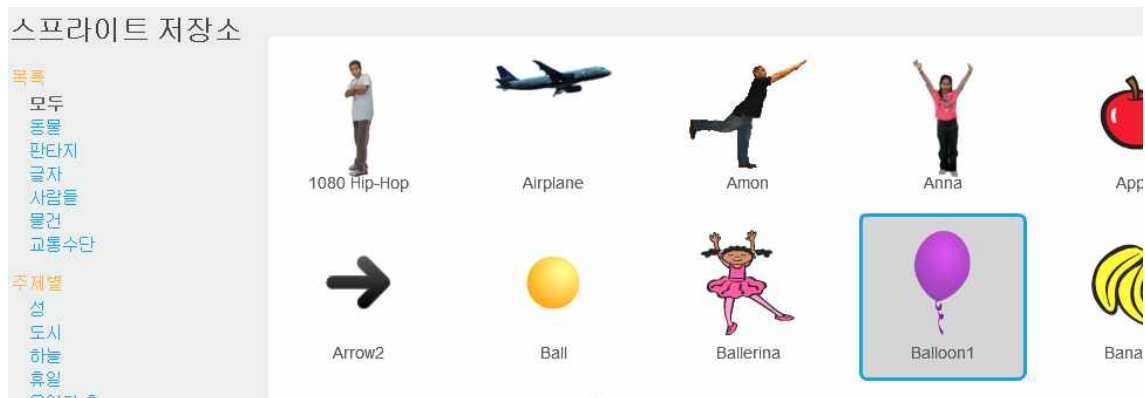 스프라이트 저장소
목록
모두
동물
판타지
글자
사람들
물건
교통수단
주제별
성
도시
하늘
휴일
1080 Hip-Hop Airplane Amon Anna App
Arrow2 Ball Ballerina Balloon1 Bana